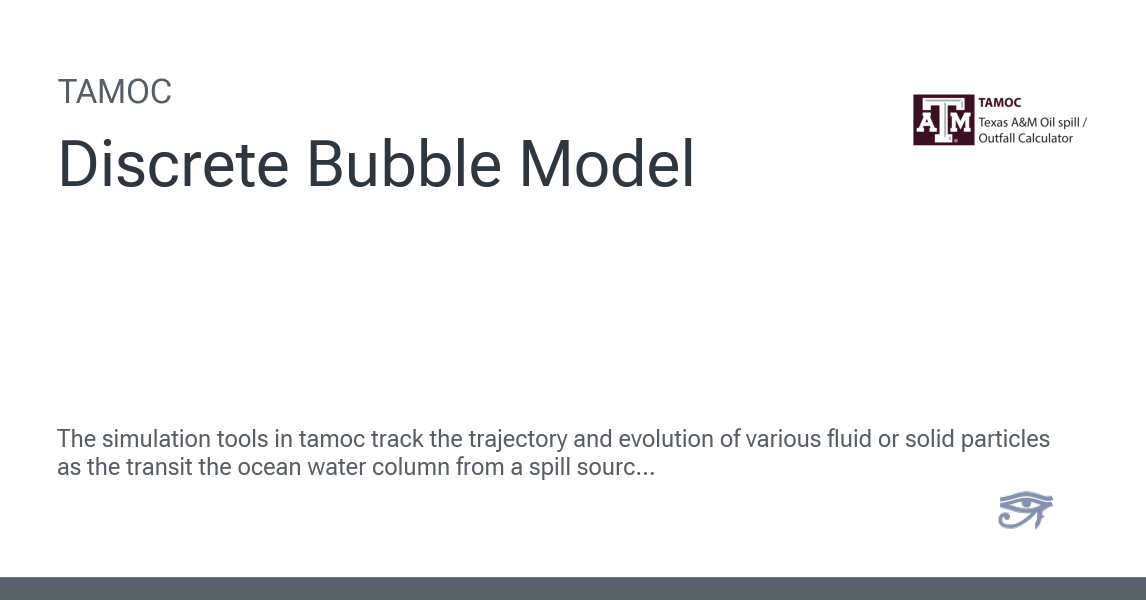 TAMOC
Discrete Bubble Model
ATM
TAMOC
Texas A&M Oil spill /
Outfall Calculator
The simulation tools in tamoc track the trajectory and evolution of various fluid or solid particles
as the transit the ocean water column from a spill sourc...